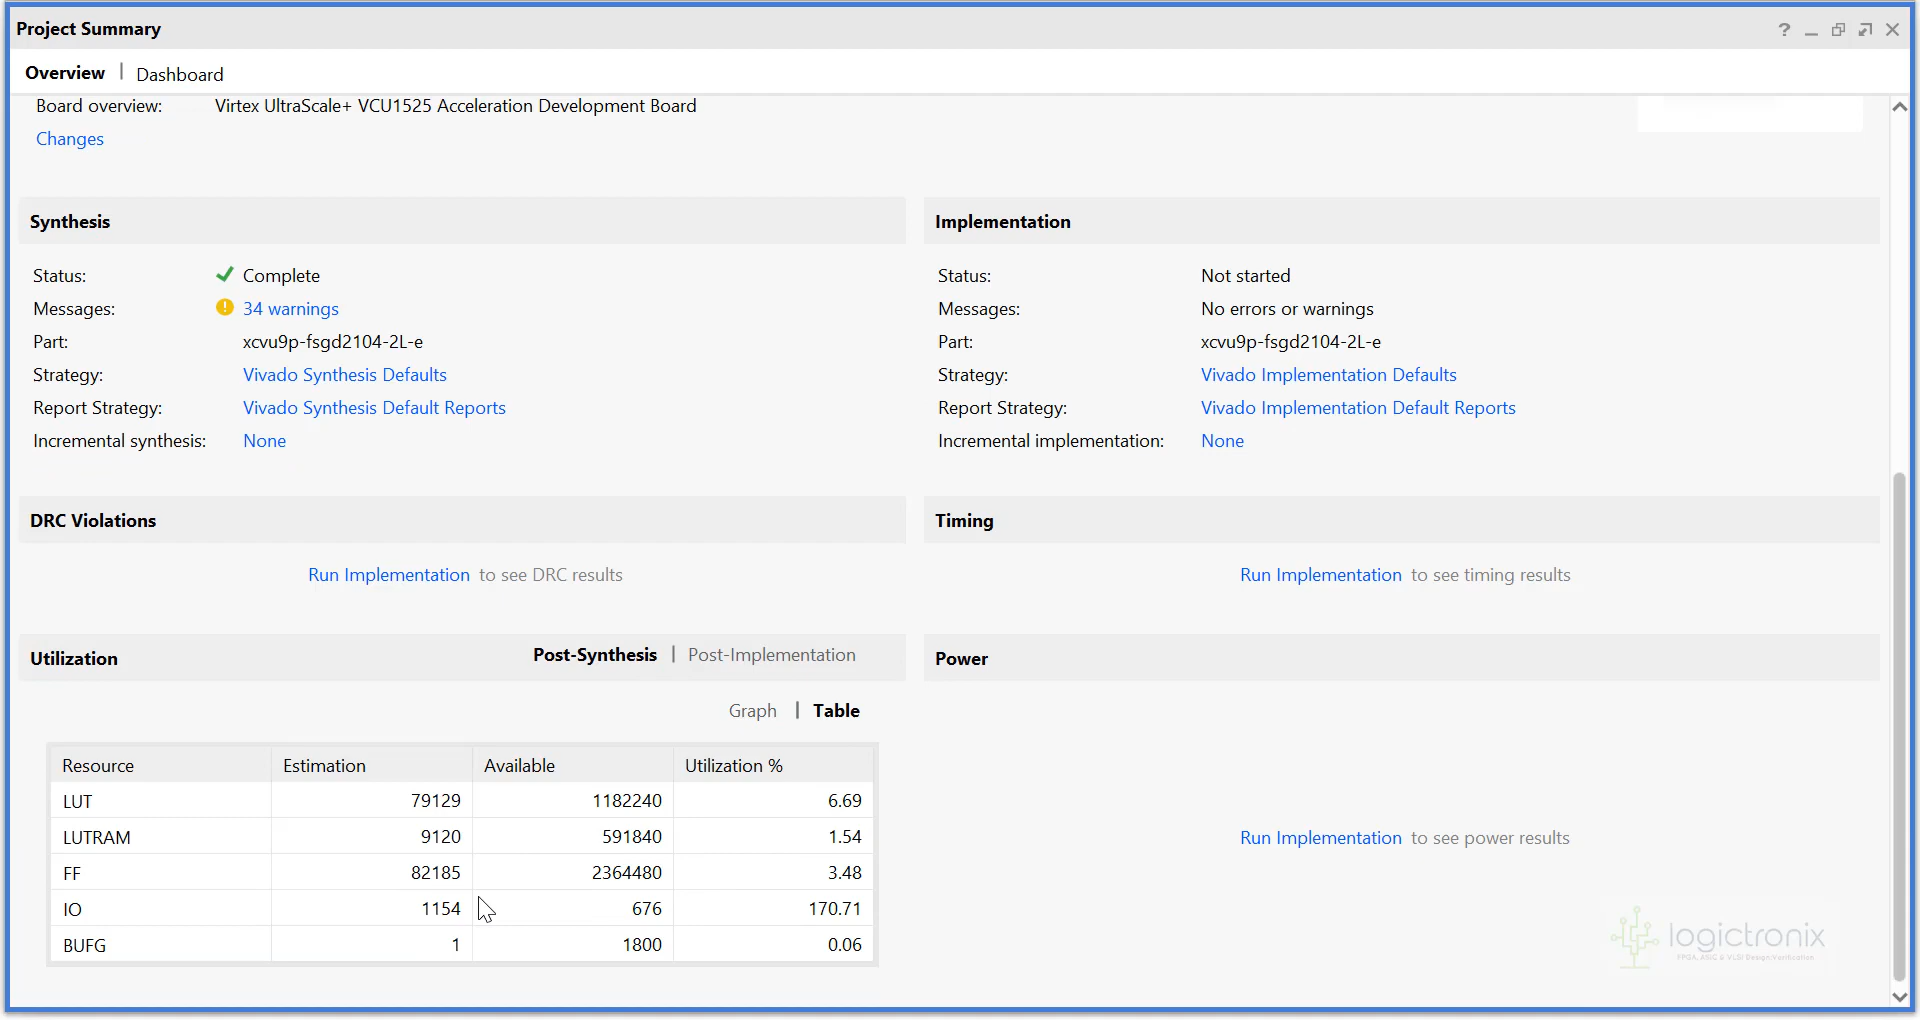 Project Summary
Overview | Dashboard
Board overview: Virtex UltraScale+ VCU1525 Acceleration Development Board
Changes
Synthesis
Status: Complete
Messages: 34 warnings
Part: xcvu9p-fsgd2104-2L-e
Strategy: Vivado Synthesis Defaults
Report Strategy: Vivado Synthesis Default Reports
Incremental synthesis: None
Implementation
Status: Not started
Messages: No errors or warnings
Part: xcvu9p-fsgd2104-2L-e
Strategy: Vivado Implementation Defaults
Report Strategy: Vivado Implementation Default Reports
Incremental implementation: None
DRC Violations
Run Implementation to see DRC results
Timing
Run Implementation to see timing results
Utilization Post-Synthesis | Post-Implementation
Graph | Table
Resource Estimation Available Utilization %
LUT 79129 1182240 6.69
LUTRAM 9120 591840 1.54
FF 82185 2364480 3.48
IO 1154 676 170.71
BUFG 1 1800 0.06
Power
Run Implementation to see power results
logictronix
FPGA, ASIC & VLSI Design/Verification